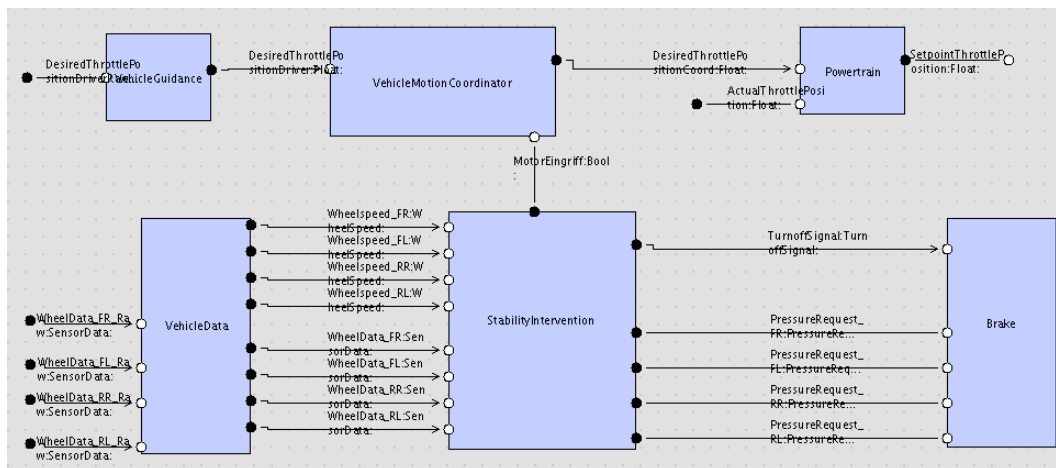 DesiredThrottlePo
sitionDriverRaw:
VehicleGuidance
DesiredThrottlePo
sitionDriver:Float:
VehicleMotionCoordinator
DesiredThrottlePo
sitionCoord:Float:
ActualThrottlePosi
tion:Float:
Powertrain
SetpointThrottleP
osition:Float:
MotorEingriff:Bool
:
WheelData_FR_Ra
w:SensorData:
WheelData_FL_Ra
w:SensorData:
WheelData_RR_Ra
w:SensorData:
WheelData_RL_Ra
w:SensorData:
VehicleData
Wheelspeed_FR:W
heelSpeed:
Wheelspeed_FL:W
heelSpeed:
Wheelspeed_RR:W
heelSpeed:
Wheelspeed_RL:W
heelSpeed:
WheelData_FR:Sen
sorData:
WheelData_FL:Sen
sorData:
WheelData_RR:Sen
sorData:
WheelData_RL:Sen
sorData:
StabilityIntervention
TurnoffSignal:Turn
offSignal:
PressureRequest_
FR:PressureRe...
PressureRequest_
FL:PressureReq...
PressureRequest_
RR:PressureRe...
PressureRequest_
RL:PressureRe...
Brake